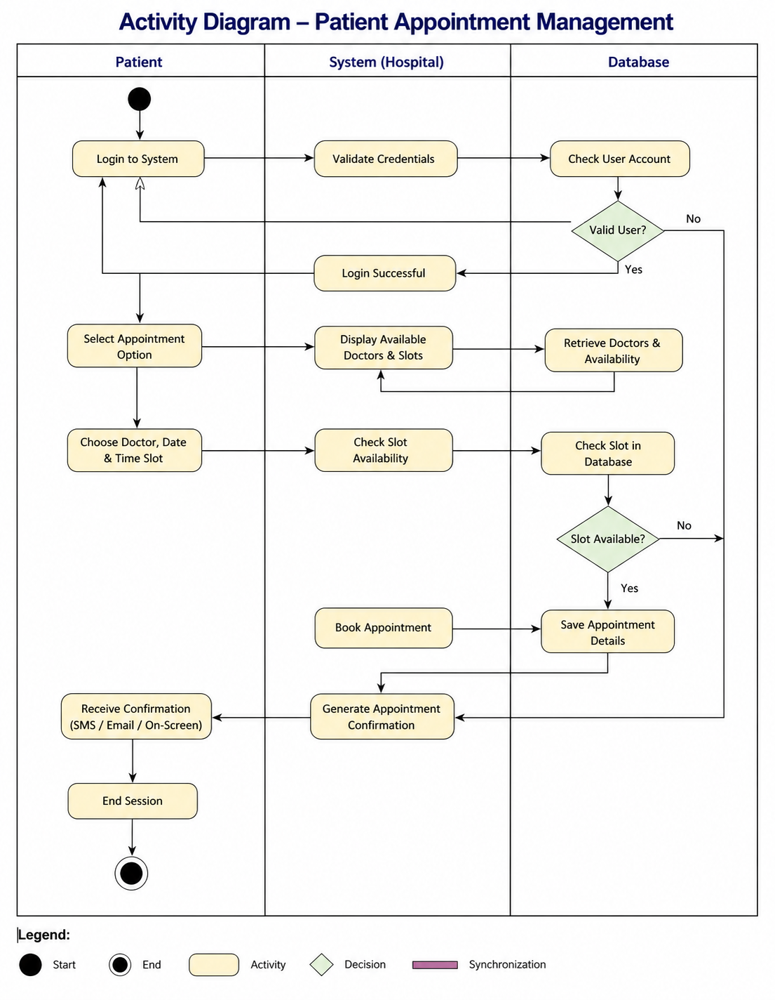 Activity Diagram – Patient Appointment Management
Patient
System (Hospital)
Database
Login to System
Validate Credentials
Check User Account
Valid User?
No
Yes
Login Successful
Select Appointment
Option
Display Available
Doctors & Slots
Retrieve Doctors &
Availability
Choose Doctor, Date
& Time Slot
Check Slot
Availability
Check Slot in
Database
Slot Available?
No
Yes
Book Appointment
Save Appointment
Details
Receive Confirmation
(SMS / Email / On-Screen)
Generate Appointment
Confirmation
End Session
Legend:
Start
End
Activity
Decision
Synchronization